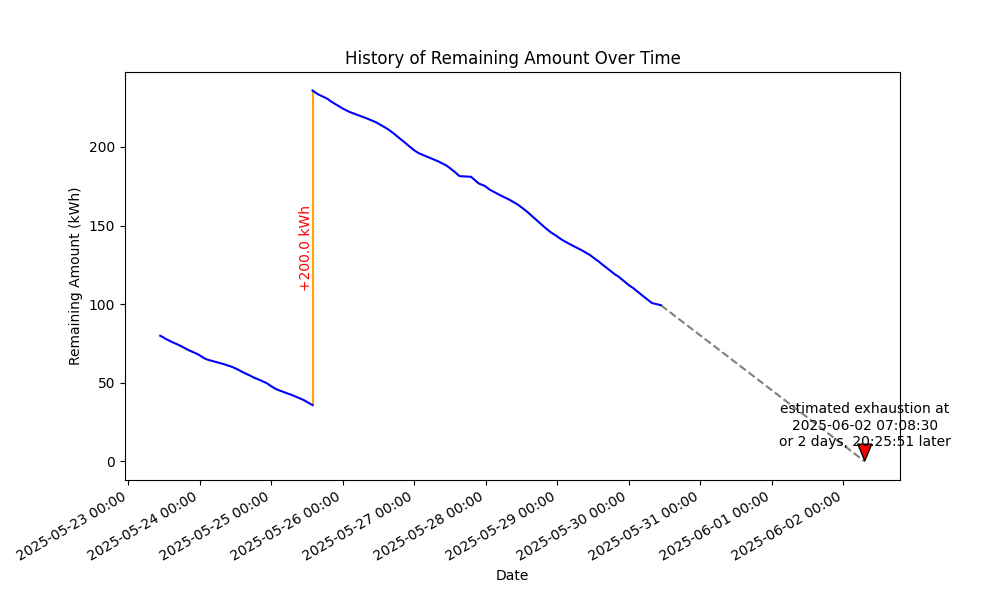 History of Remaining Amount Over Time
Remaining Amount (kWh)
200
150
100
50
0
+200.0 kWh
estimated exhaustion at
2025-06-02 07:08:30
or 2 days, 20:25:51 later
2025-05-23 00:00
2025-05-24 00:00
2025-05-25 00:00
2025-05-26 00:00
2025-05-27 00:00
2025-05-28 00:00
2025-05-29 00:00
2025-05-30 00:00
2025-05-31 00:00
2025-06-01 00:00
2025-06-02 00:00
Date